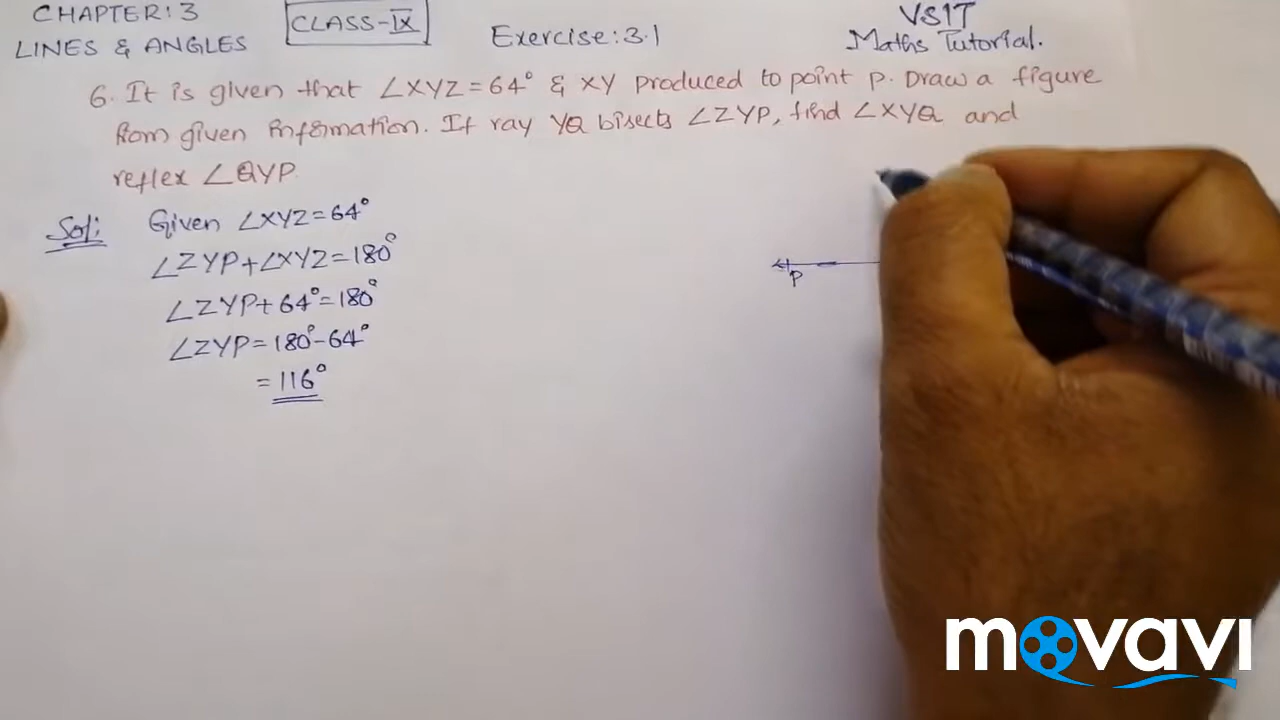 CHAPTER: 3
LINES & ANGLES
CLASS-IX
Exercise: 3.1
VSIT
Maths Tutorial.
6. It is given that ∠XYZ = 64° & XY produced to point P. Draw a figure
from given information. If ray YQ bisects ∠ZYP, find ∠XYQ and
reflex ∠QYP.
Sol: Given ∠XYZ = 64°
∠ZYP + ∠XYZ = 180°
∠ZYP + 64° = 180°
∠ZYP = 180° - 64°
= 116°
P
movavi